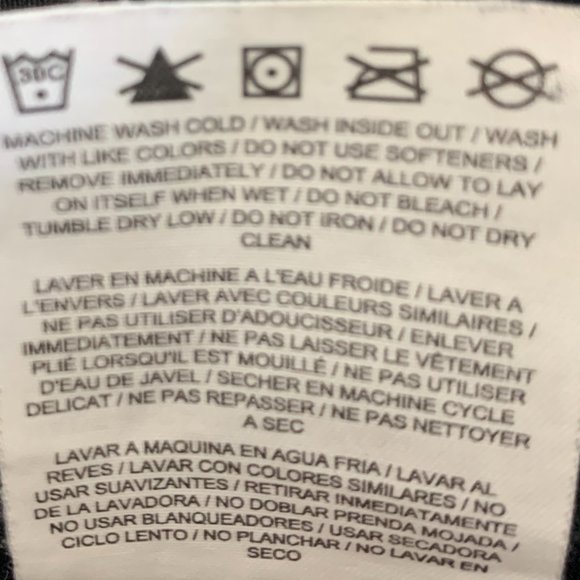 30C
MACHINE WASH COLD / WASH INSIDE OUT / WASH
WITH LIKE COLORS / DO NOT USE SOFTENERS /
REMOVE IMMEDIATELY / DO NOT ALLOW TO LAY
ON ITSELF WHEN WET / DO NOT BLEACH /
TUMBLE DRY LOW / DO NOT IRON / DO NOT DRY
CLEAN
LAVER EN MACHINE A L'EAU FROIDE / LAVER A
L'ENVERS / LAVER AVEC COULEURS SIMILAIRES /
NE PAS UTILISER D'ADOUCISSEUR / ENLEVER
IMMEDIATEMENT / NE PAS LAISSER LE VÊTEMENT
PLIÉ LORSQU'IL EST MOUILLÉ / NE PAS UTILISER
D'EAU DE JAVEL / SECHER EN MACHINE CYCLE
DELICAT / NE PAS REPASSER / NE PAS NETTOYER
A SEC
LAVAR A MAQUINA EN AGUA FRIA / LAVAR AL
REVES / LAVAR CON COLORES SIMILARES / NO
USAR SUAVIZANTES / RETIRAR INMEDIATAMENTE
DE LA LAVADORA / NO DOBLAR PRENDA MOJADA /
NO USAR BLANQUEADORES / USAR SECADORA
CICLO LENTO / NO PLANCHAR / NO LAVAR EN
SECO